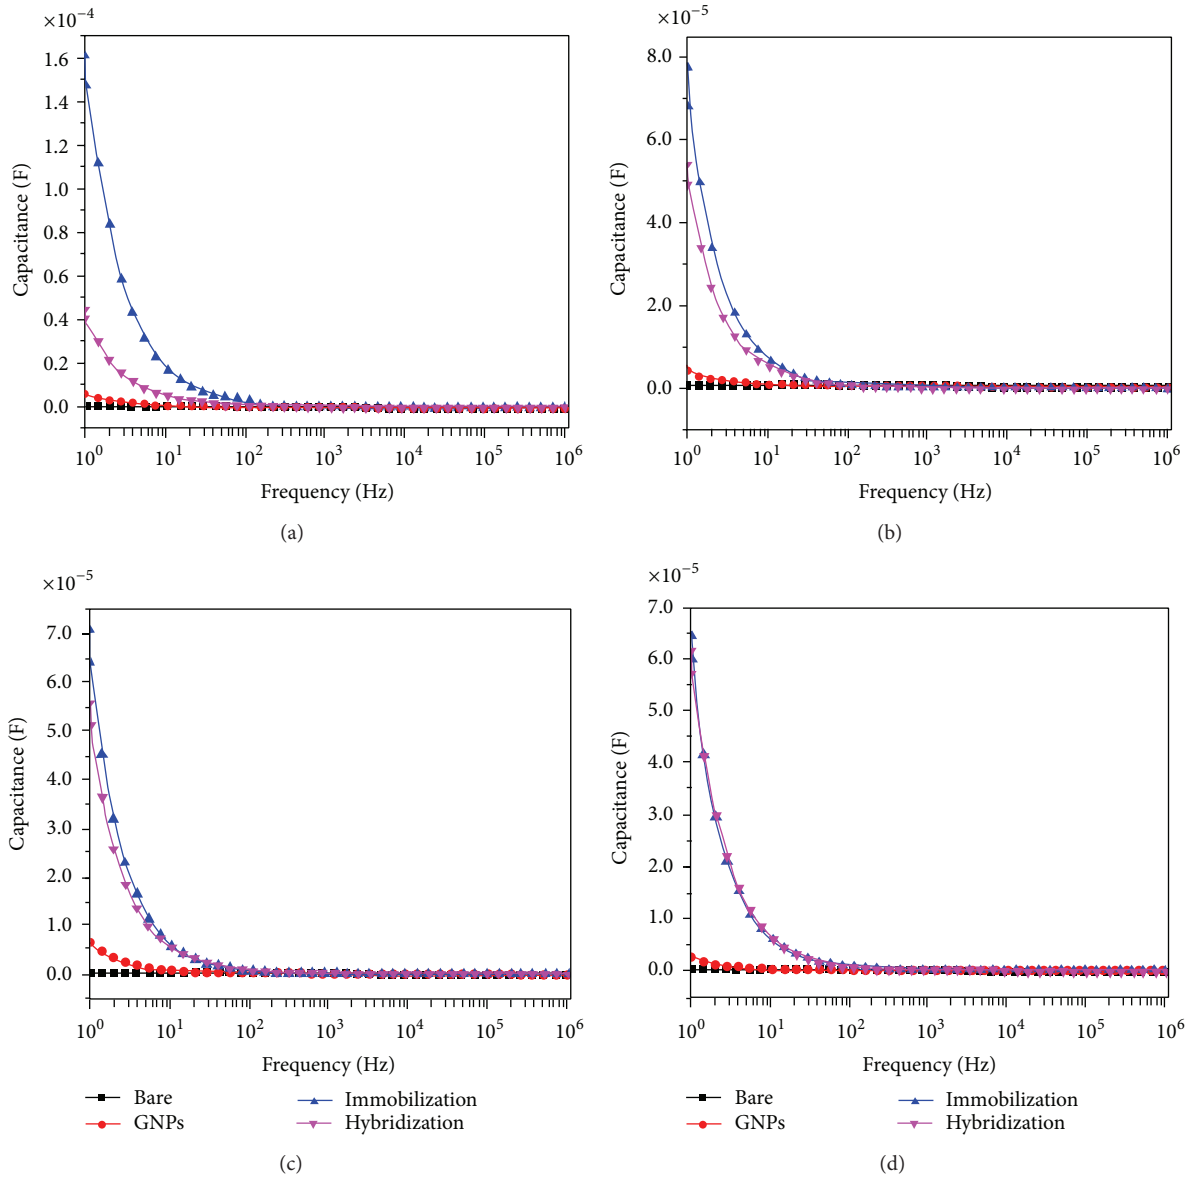 ×10⁻⁴
1.6
1.4
1.2
1.0
0.8
0.6
0.4
0.2
0.0
Capacitance (F)
10⁰ 10¹ 10² 10³ 10⁴ 10⁵ 10⁶
Frequency (Hz)
(a)
×10⁻⁵
8.0
6.0
4.0
2.0
0.0
Capacitance (F)
10⁰ 10¹ 10² 10³ 10⁴ 10⁵ 10⁶
Frequency (Hz)
(b)
×10⁻⁵
7.0
6.0
5.0
4.0
3.0
2.0
1.0
0.0
Capacitance (F)
10⁰ 10¹ 10² 10³ 10⁴ 10⁵ 10⁶
Frequency (Hz)
Bare
GNPs
Immobilization
Hybridization
(c)
×10⁻⁵
7.0
6.0
5.0
4.0
3.0
2.0
1.0
0.0
Capacitance (F)
10⁰ 10¹ 10² 10³ 10⁴ 10⁵ 10⁶
Frequency (Hz)
Bare
GNPs
Immobilization
Hybridization
(d)